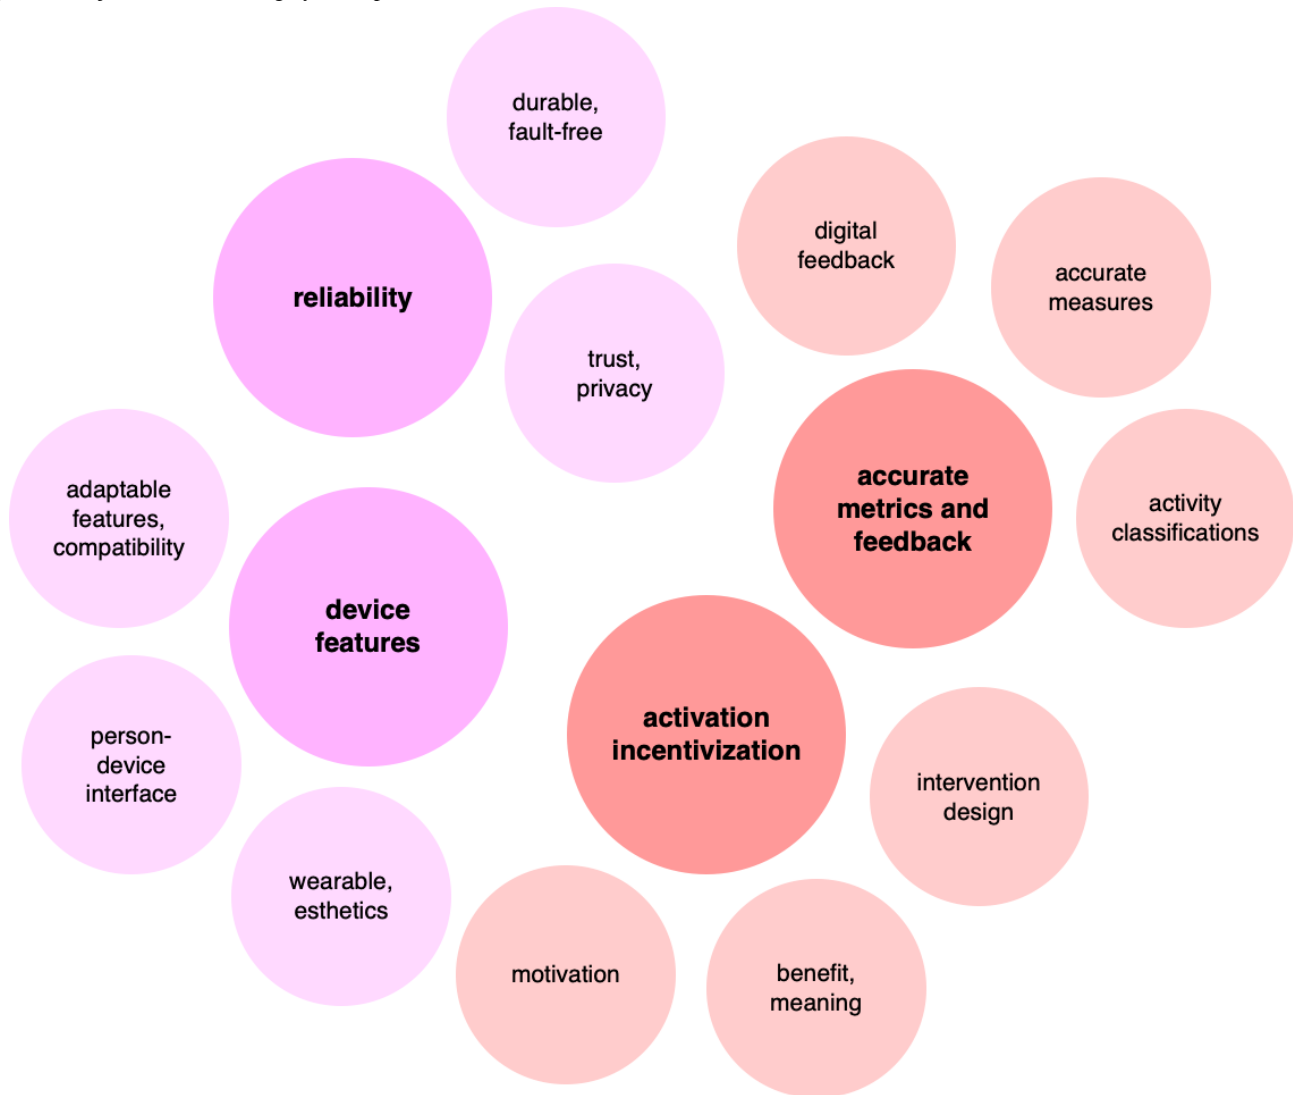 durable,
fault-free
reliability
trust,
privacy
digital
feedback
accurate
measures
accurate
metrics and
feedback
activity
classifications
adaptable
features,
compatibility
device
features
person-
device
interface
wearable,
esthetics
activation
incentivization
intervention
design
motivation
benefit,
meaning